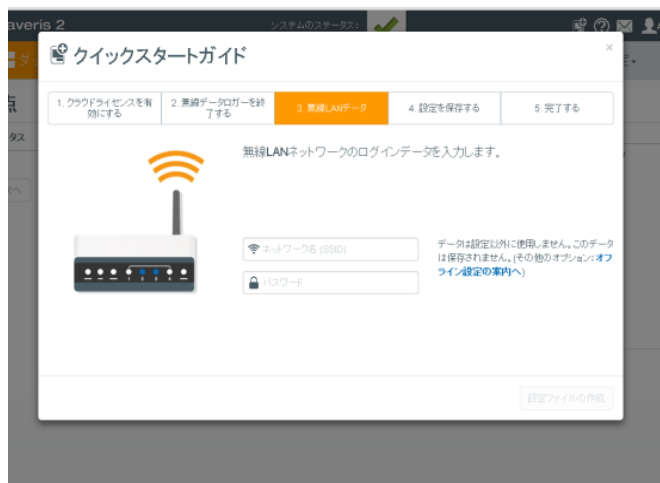 averis 2
システムのステータス:
クイックスタートガイド
×
1. クラウドライセンスを有効にする
2. 無線データロガーを終了する
3. 無線LANデータ
4. 設定を保存する
5. 完了する
点
タス
無線LANネットワークのログインデータを入力します。
ネットワーク名 (SSID)
パスワード
データは設定以外に使用しません。このデータ
は保存されません。(その他のオプション:オフ
ライン設定の案内へ)
1 2 3 4
設定ファイルの作成